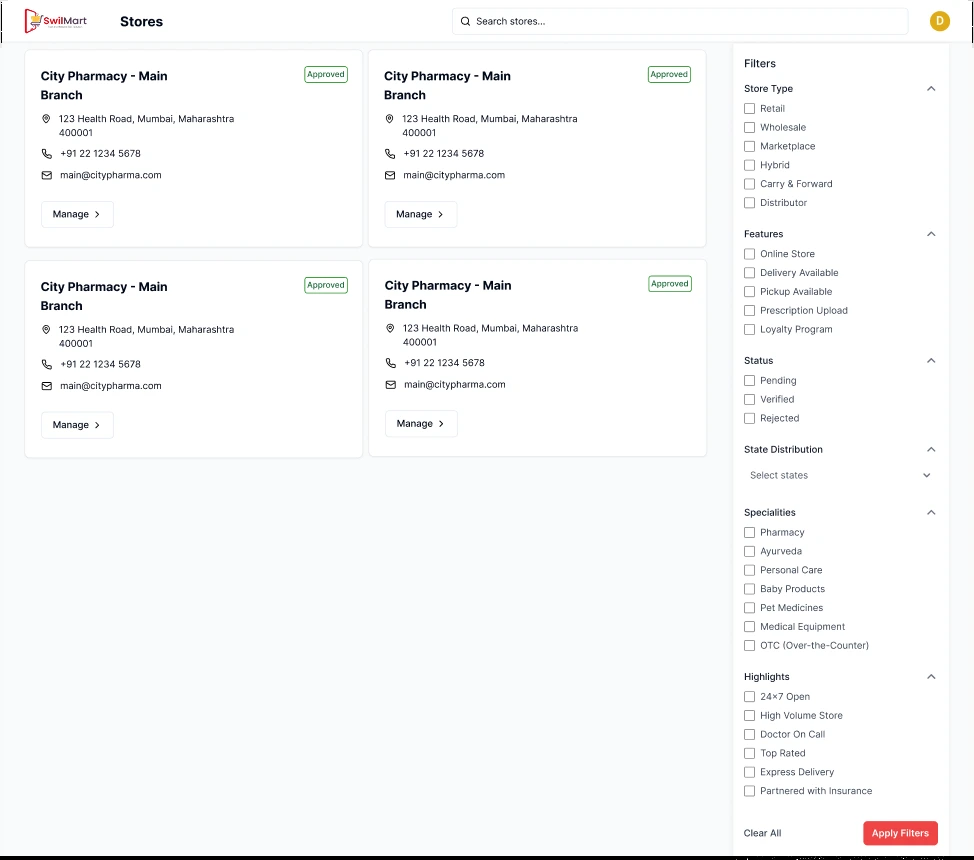 SwilMart
Stores
Search stores...
D
City Pharmacy - Main
Branch
Approved
123 Health Road, Mumbai, Maharashtra
400001
+91 22 1234 5678
main@citypharma.com
Manage
City Pharmacy - Main
Branch
Approved
123 Health Road, Mumbai, Maharashtra
400001
+91 22 1234 5678
main@citypharma.com
Manage
City Pharmacy - Main
Branch
Approved
123 Health Road, Mumbai, Maharashtra
400001
+91 22 1234 5678
main@citypharma.com
Manage
City Pharmacy - Main
Branch
Approved
123 Health Road, Mumbai, Maharashtra
400001
+91 22 1234 5678
main@citypharma.com
Manage
Filters
Store Type
Retail
Wholesale
Marketplace
Hybrid
Carry & Forward
Distributor
Features
Online Store
Delivery Available
Pickup Available
Prescription Upload
Loyalty Program
Status
Pending
Verified
Rejected
State Distribution
Select states
Specialities
Pharmacy
Ayurveda
Personal Care
Baby Products
Pet Medicines
Medical Equipment
OTC (Over-the-Counter)
Highlights
24×7 Open
High Volume Store
Doctor On Call
Top Rated
Express Delivery
Partnered with Insurance
Clear All
Apply Filters